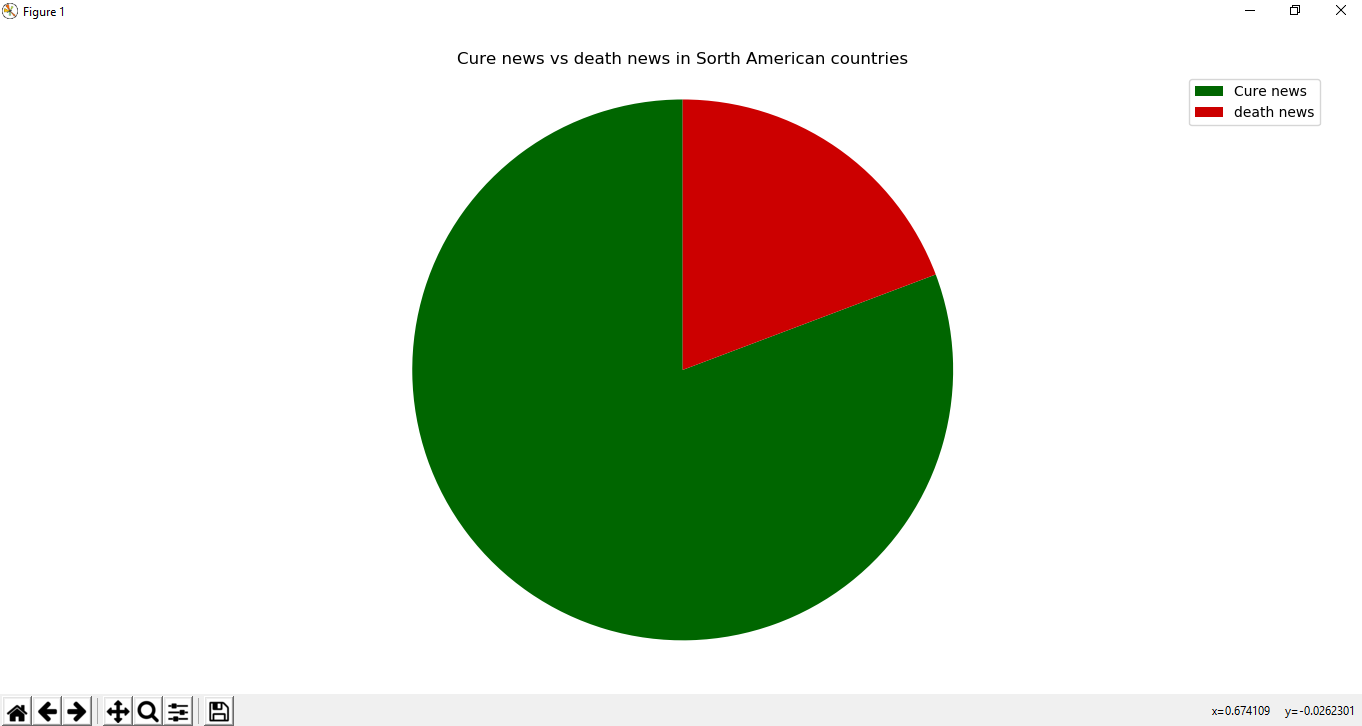 Figure 1
Cure news vs death news in Sorth American countries
Cure news
death news
x=0.674109 y=-0.0262301